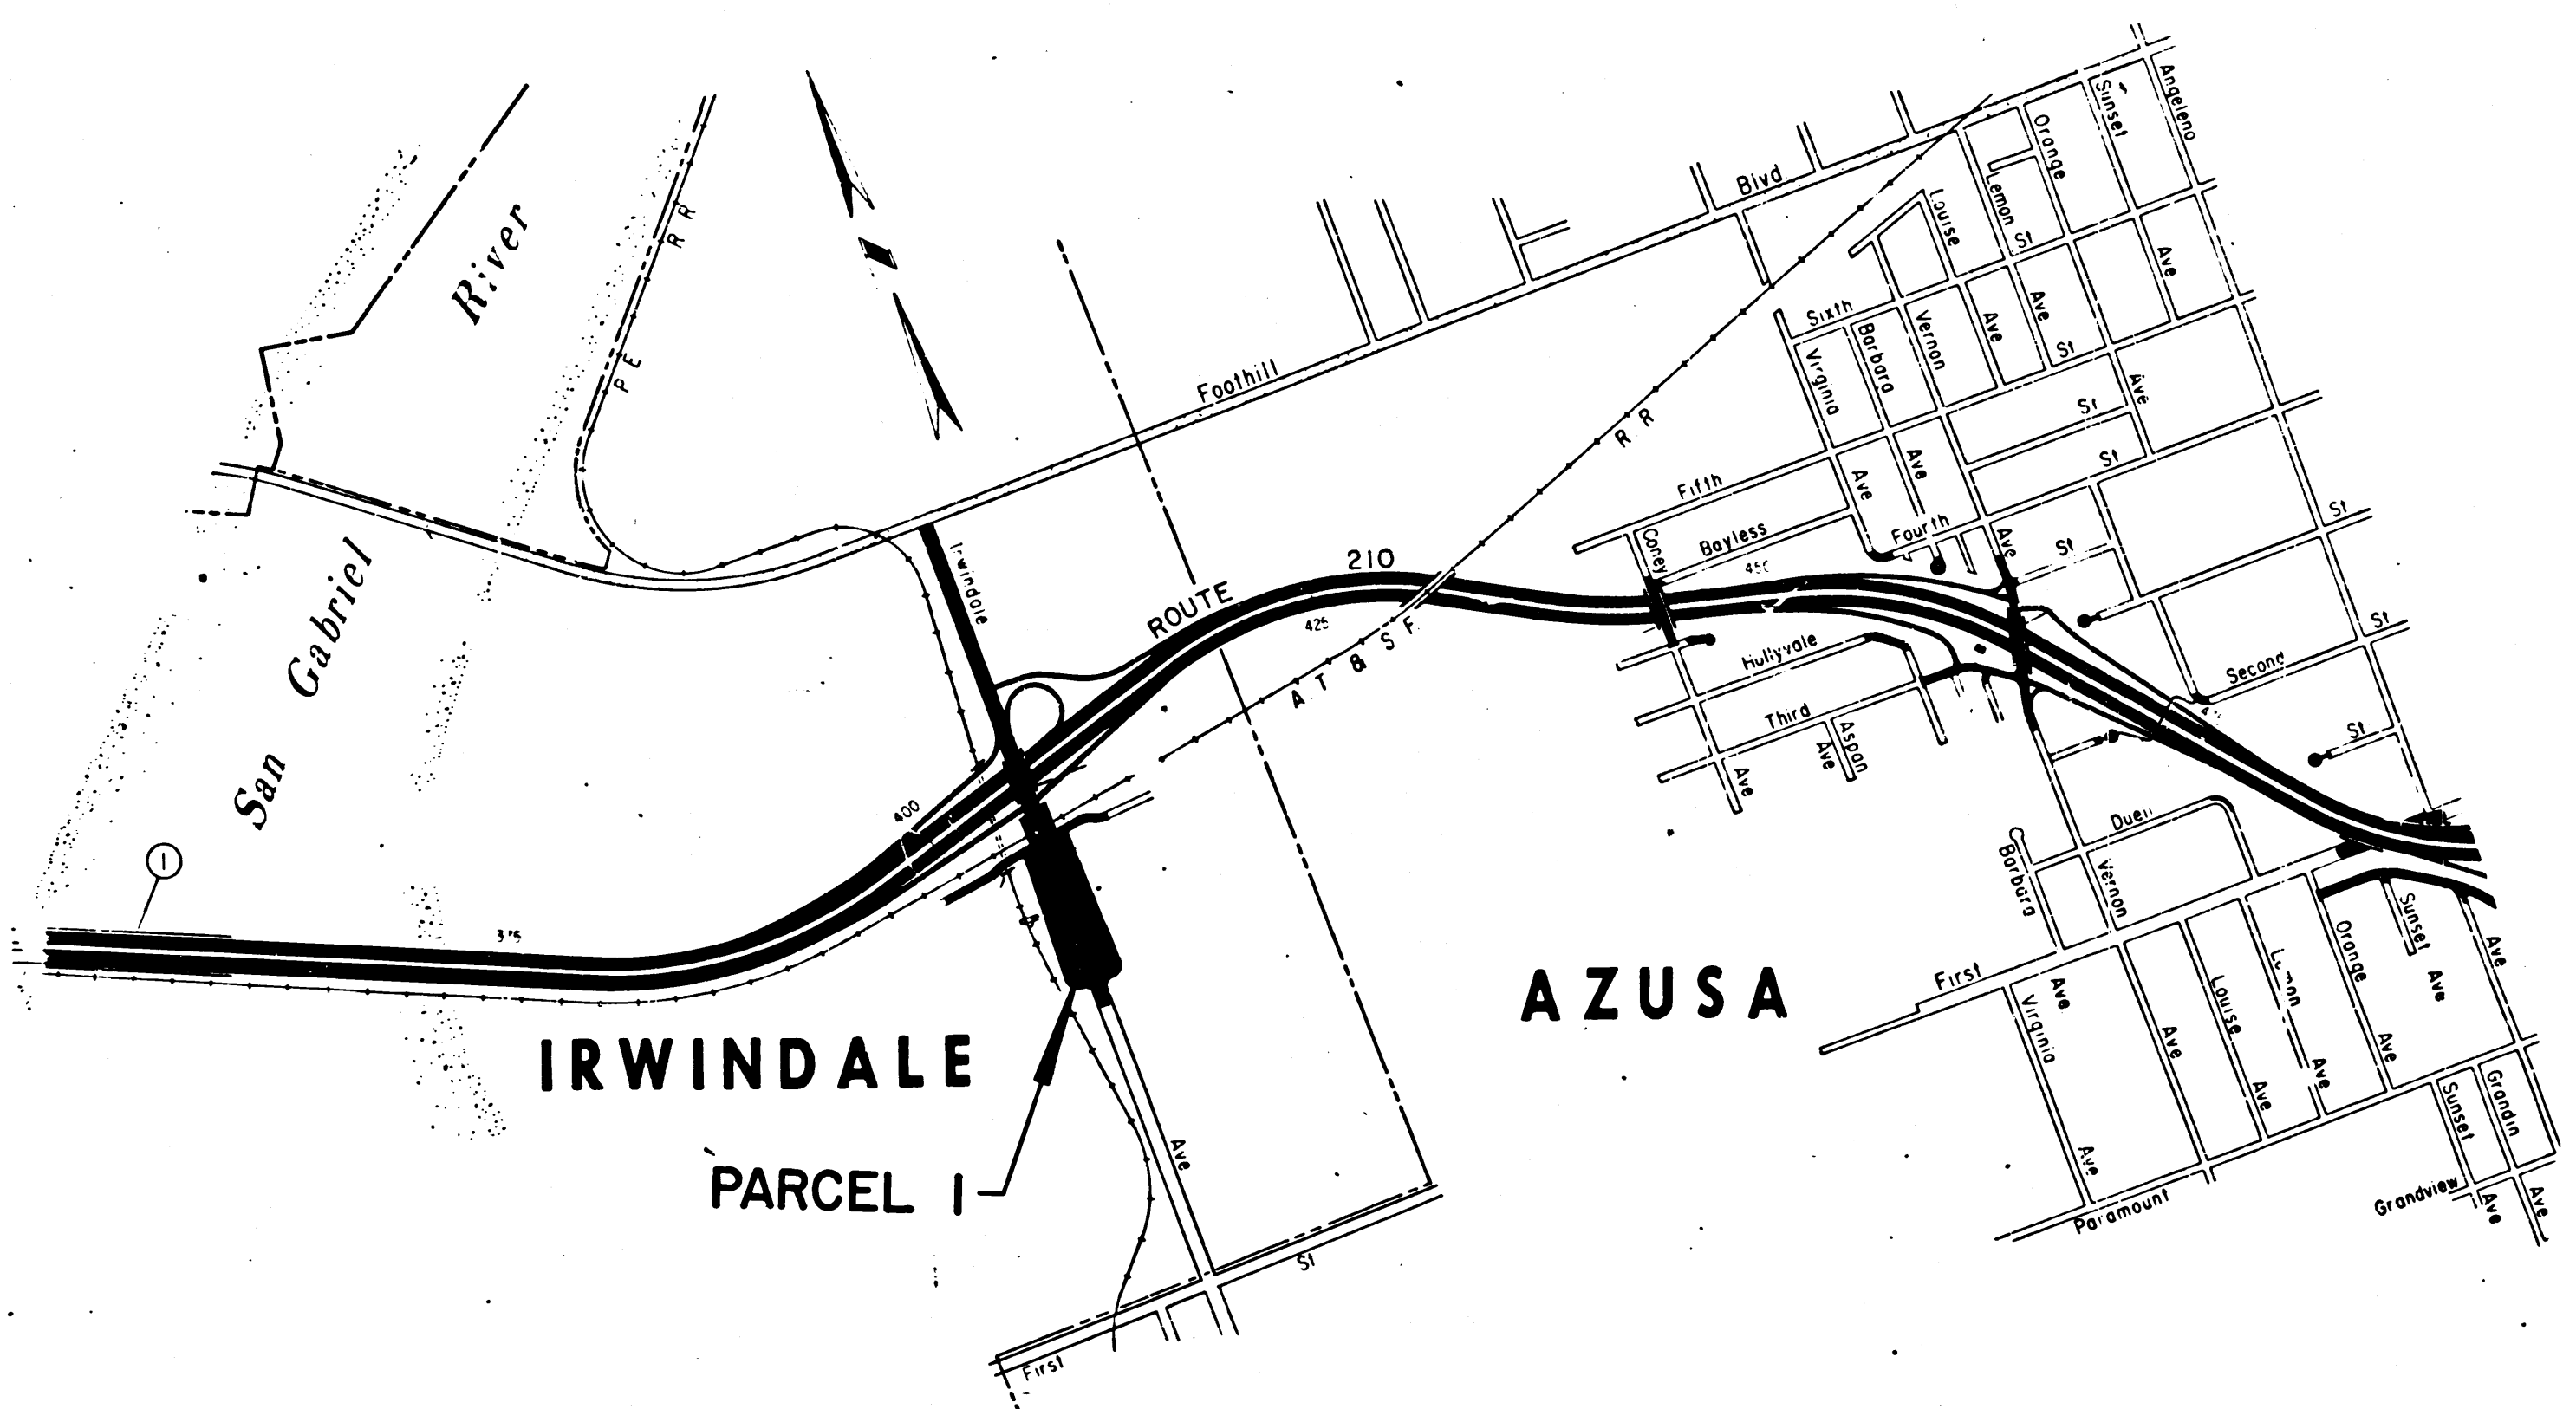 Angeleno
Sunset
Orange
Lemon
Louise
St
Ave
Blvd
River
R R
P E
Foothill
Sixth
Virginia
Barbara
Vernon
Ave
Ave
St
Ave
St
R R
St
Fifth
Ave
Ave
St
Fourth
Bayless
Coney
Ave
St
450
210
ROUTE
425
Irwindale
San Gabriel
A.T. & S F.
Hollyvale
Third
Aspan
Ave
Ave
Second
St
St
400
1
375
Duell
Barbara
Vernon
Sunset
Ave
Orange
Ave
First
Ave
Virginia
Louise
Ave
Ave
Ave
Ave
AZUSA
IRWINDALE
PARCEL 1
Ave
Ave
Sunset
Grandin
Grandview
Ave
Ave
Paramount
St
First